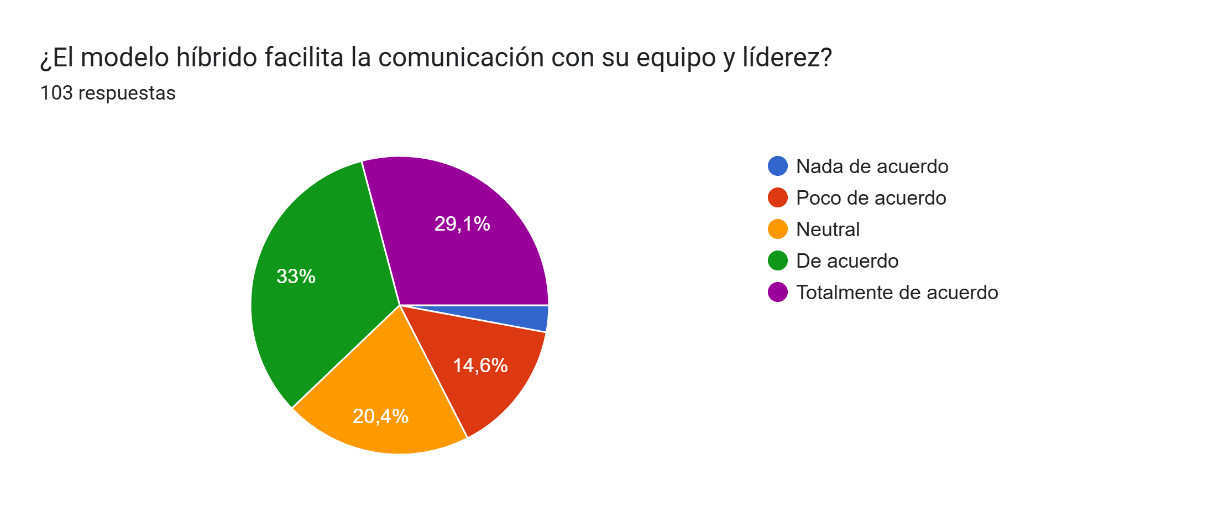 ¿El modelo híbrido facilita la comunicación con su equipo y líderez?
103 respuestas
Nada de acuerdo
Poco de acuerdo
Neutral
De acuerdo
Totalmente de acuerdo
29,1%
33%
14,6%
20,4%